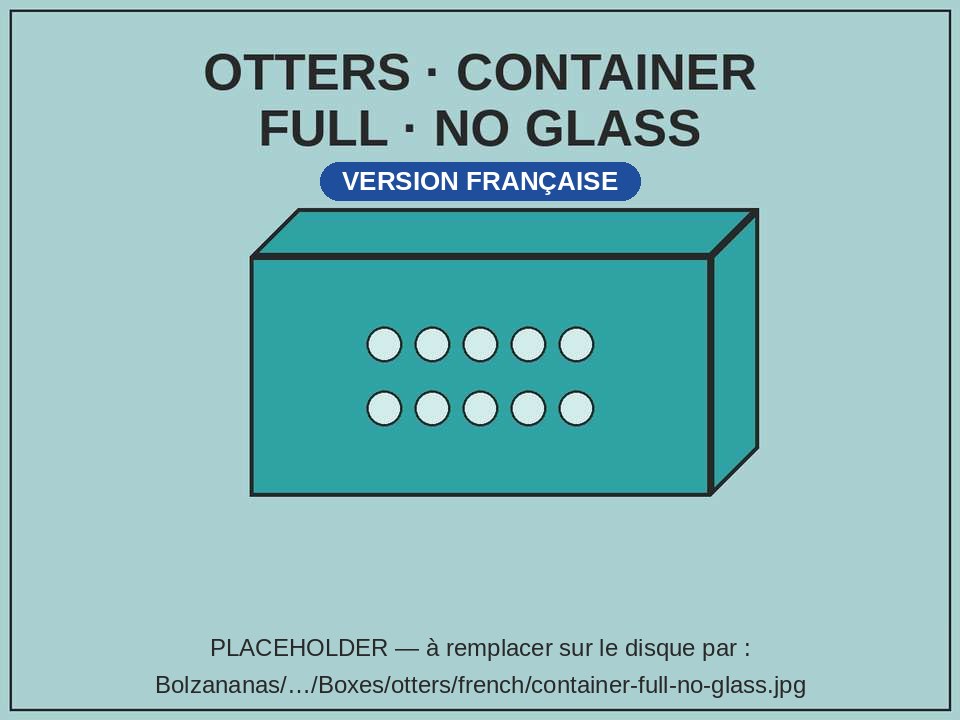 OTTERS · CONTAINER
FULL · NO GLASS
VERSION FRANÇAISE
PLACEHOLDER — à remplacer sur le disque par :
Bolzananas/…/Boxes/otters/french/container-full-no-glass.jpg